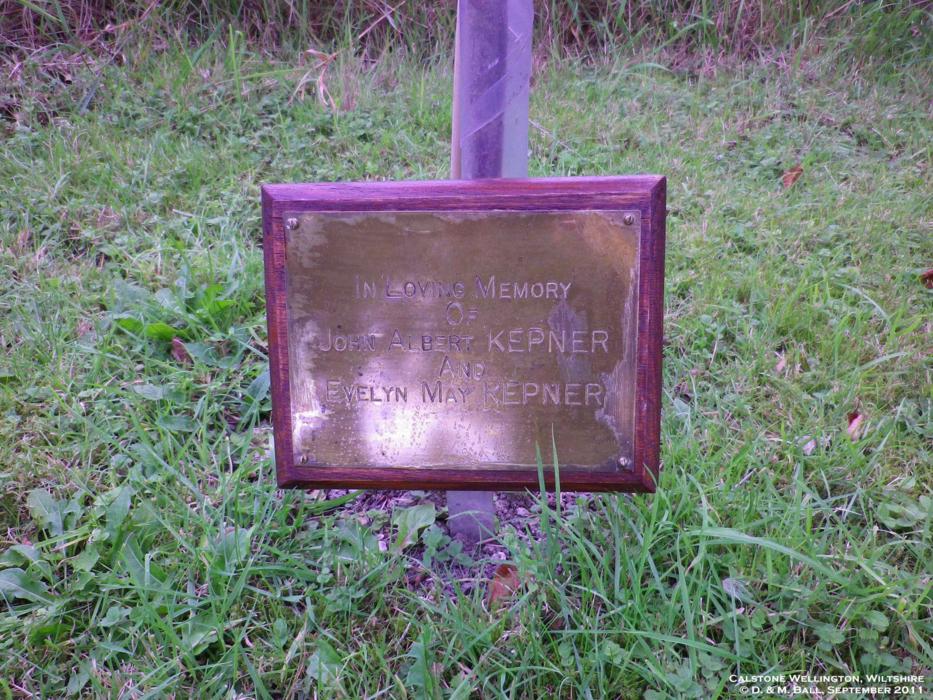 In Loving Memory
Of
John Albert KEPNER
And
Evelyn May KEPNER
Calstone Wellington, Wiltshire
© D. & M. Ball, September 2011